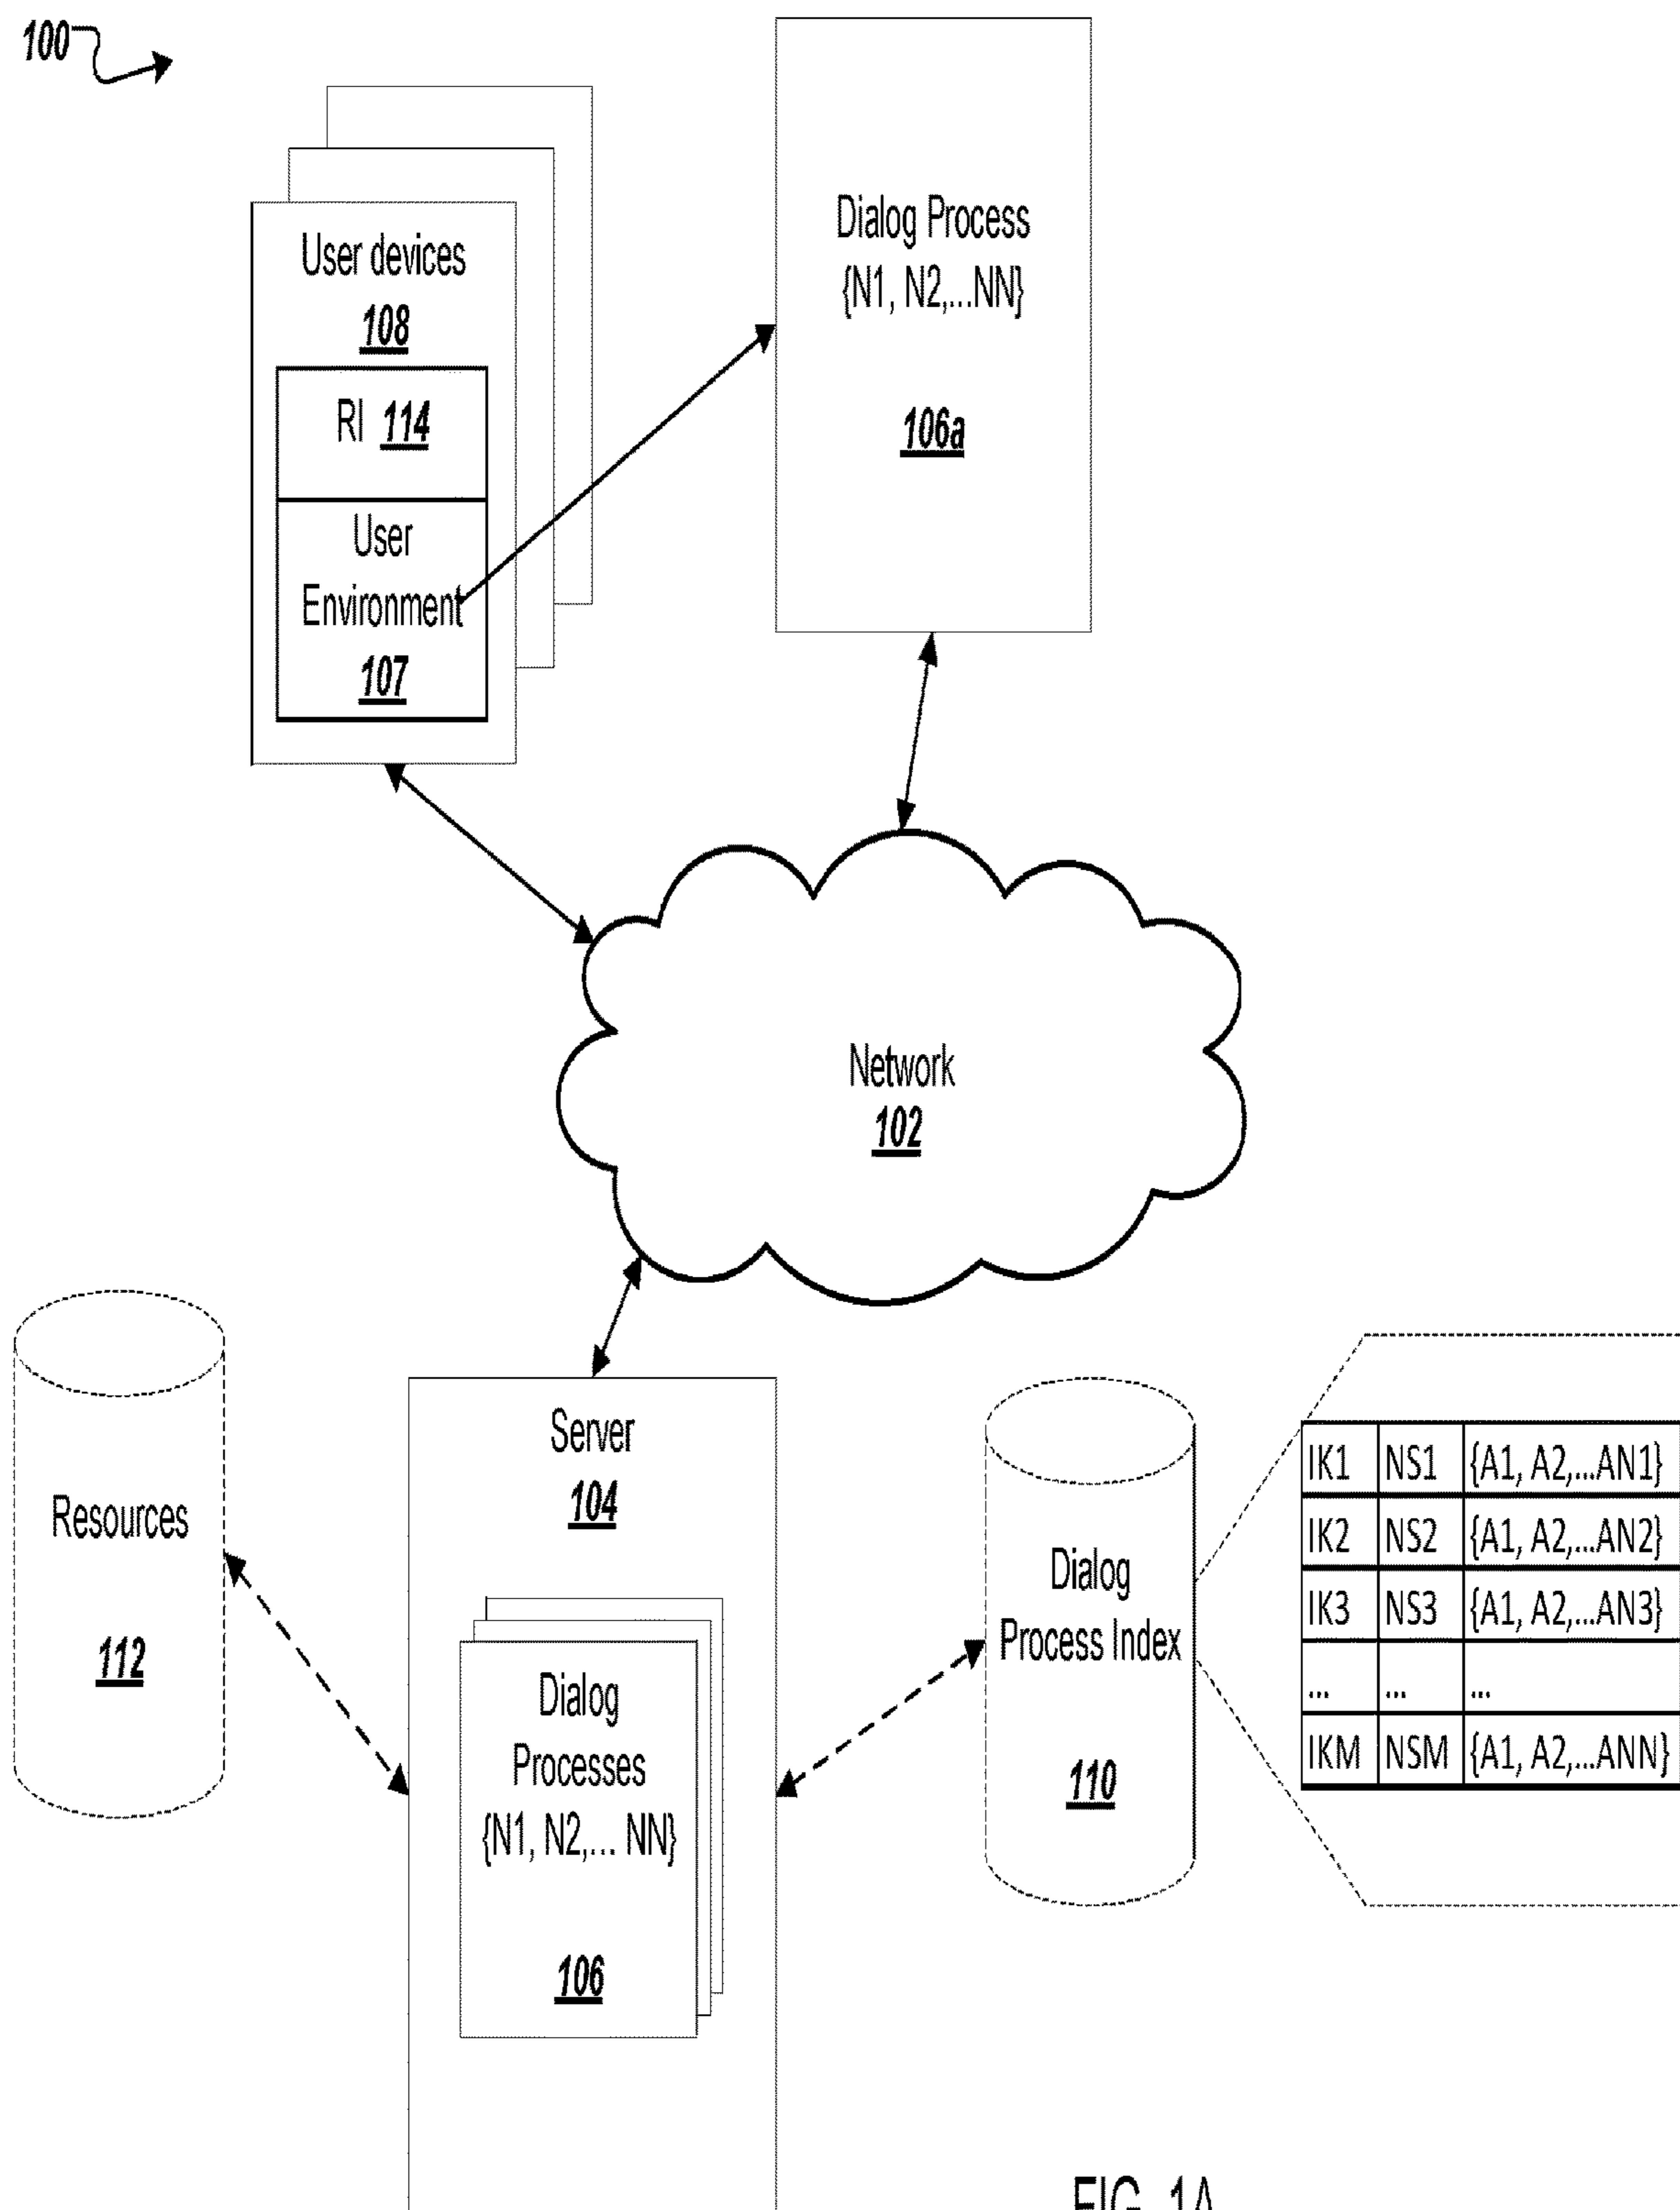 100
User devices
108
RI 114
User
Environment
107
Dialog Process
{N1, N2,...NN}
106a
Network
102
Resources
112
Server
104
Dialog
Processes
{N1, N2,... NN}
106
Dialog
Process Index
110
IK1 NS1 {A1, A2,...AN1}
IK2 NS2 {A1, A2,...AN2}
IK3 NS3 {A1, A2,...AN3}
... ... ...
IKM NSM {A1, A2,...ANN}
FIG. 1A